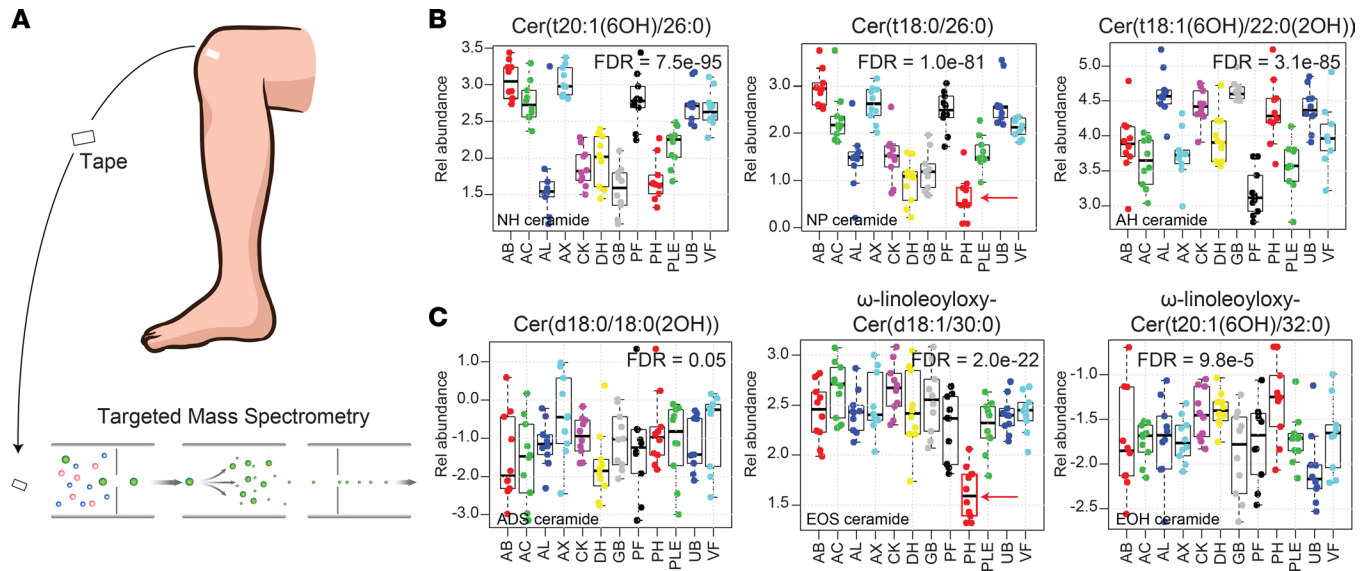 A
Tape
Targeted Mass Spectrometry
B
Cer(t20:1(6OH)/26:0)
FDR = 7.5e-95
Rel abundance
3.5
3.0
2.5
2.0
1.5
NH ceramide
AB AC AL AX CK DH GB PF PH PLE UB VF
Cer(t18:0/26:0)
FDR = 1.0e-81
Rel abundance
3.0
2.0
1.0
0.0
NP ceramide
AB AC AL AX CK DH GB PF PH PLE UB VF
Cer(t18:1(6OH)/22:0(2OH))
FDR = 3.1e-85
Rel abundance
5.0
4.5
4.0
3.5
3.0
AH ceramide
AB AC AL AX CK DH GB PF PH PLE UB VF
C
Cer(d18:0/18:0(2OH))
FDR = 0.05
Rel abundance
1.0
0.0
-1.0
-2.0
-3.0
ADS ceramide
AB AC AL AX CK DH GB PF PH PLE UB VF
ω-linoleoyloxy-
Cer(d18:1/30:0)
FDR = 2.0e-22
Rel abundance
3.0
2.5
2.0
1.5
EOS ceramide
AB AC AL AX CK DH GB PF PH PLE UB VF
ω-linoleoyloxy-
Cer(t20:1(6OH)/32:0)
FDR = 9.8e-5
Rel abundance
-1.0
-1.5
-2.0
-2.5
EOH ceramide
AB AC AL AX CK DH GB PF PH PLE UB VF